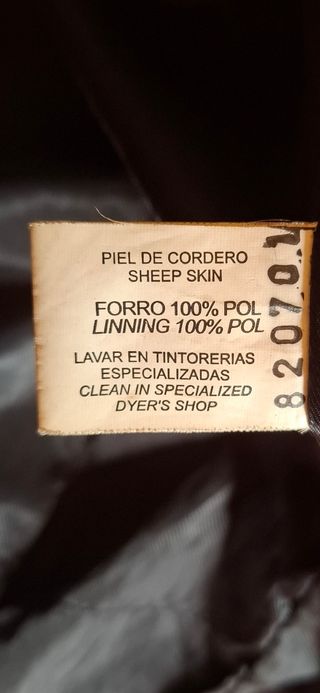 PIEL DE CORDERO
SHEEP SKIN
FORRO 100% POL
LINNING 100% POL
LAVAR EN TINTORERIAS
ESPECIALIZADAS
CLEAN IN SPECIALIZED
DYER'S SHOP
82070